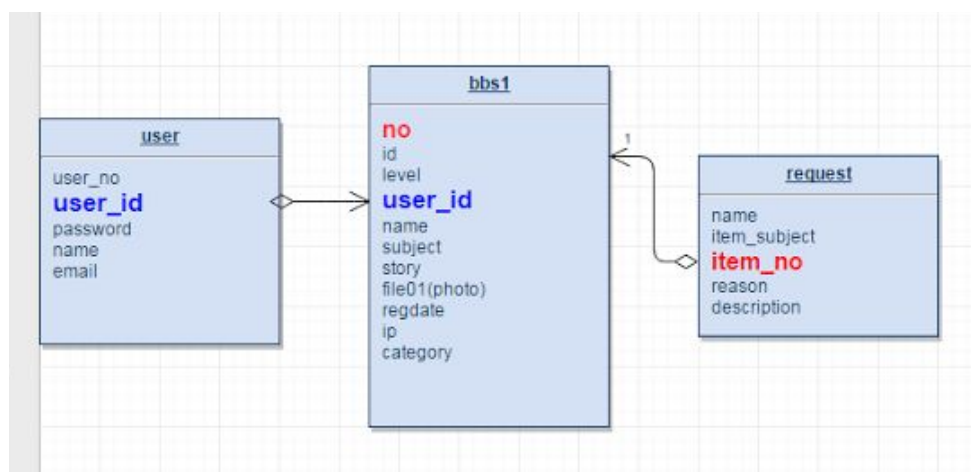 user
user_no
user_id
password
name
email
bbs1
no
id
level
user_id
name
subject
story
file01(photo)
regdate
ip
category
1
request
name
item_subject
item_no
reason
description